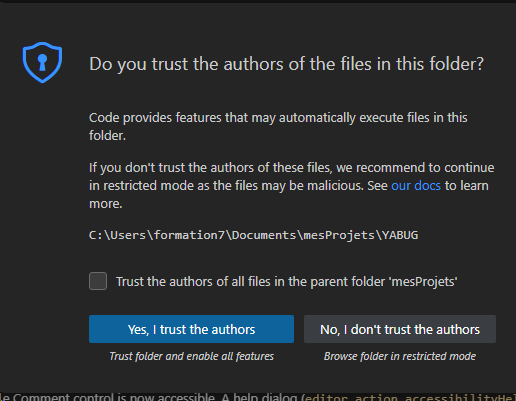 Do you trust the authors of the files in this folder?
Code provides features that may automatically execute files in this
folder.
If you don't trust the authors of these files, we recommend to continue
in restricted mode as the files may be malicious. See our docs to learn
more.
C:\Users\formation7\Documents\mesProjets\YABUG
Trust the authors of all files in the parent folder 'mesProjets'
Yes, I trust the authors
No, I don't trust the authors
Trust folder and enable all features
Browse folder in restricted mode
le Comment control is now accessible. A help dialog (editor.action.accessibilityHel